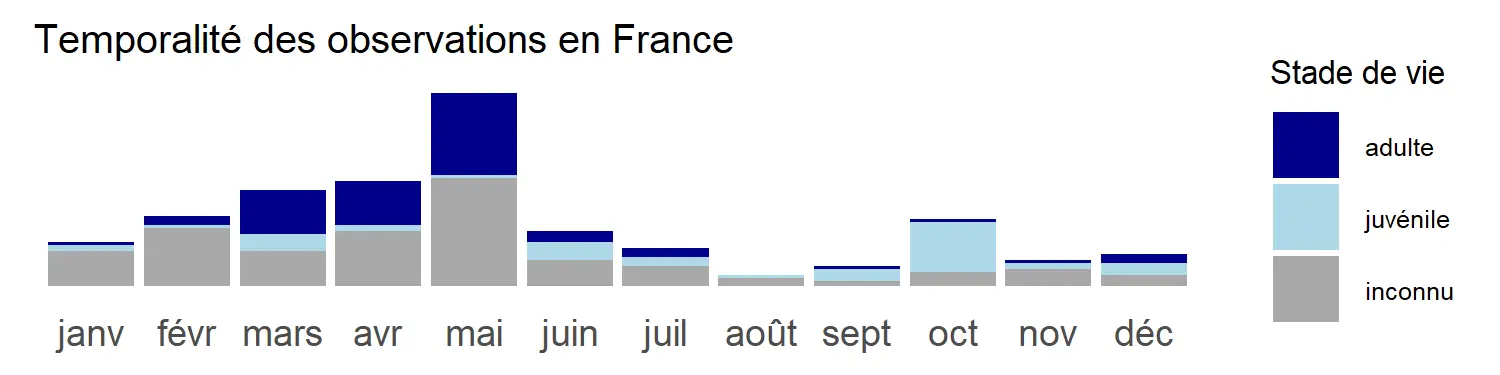 Temporalité des observations en France
Stade de vie
adulte
juvénile
inconnu
janv févr mars avr mai juin juil août sept oct nov déc